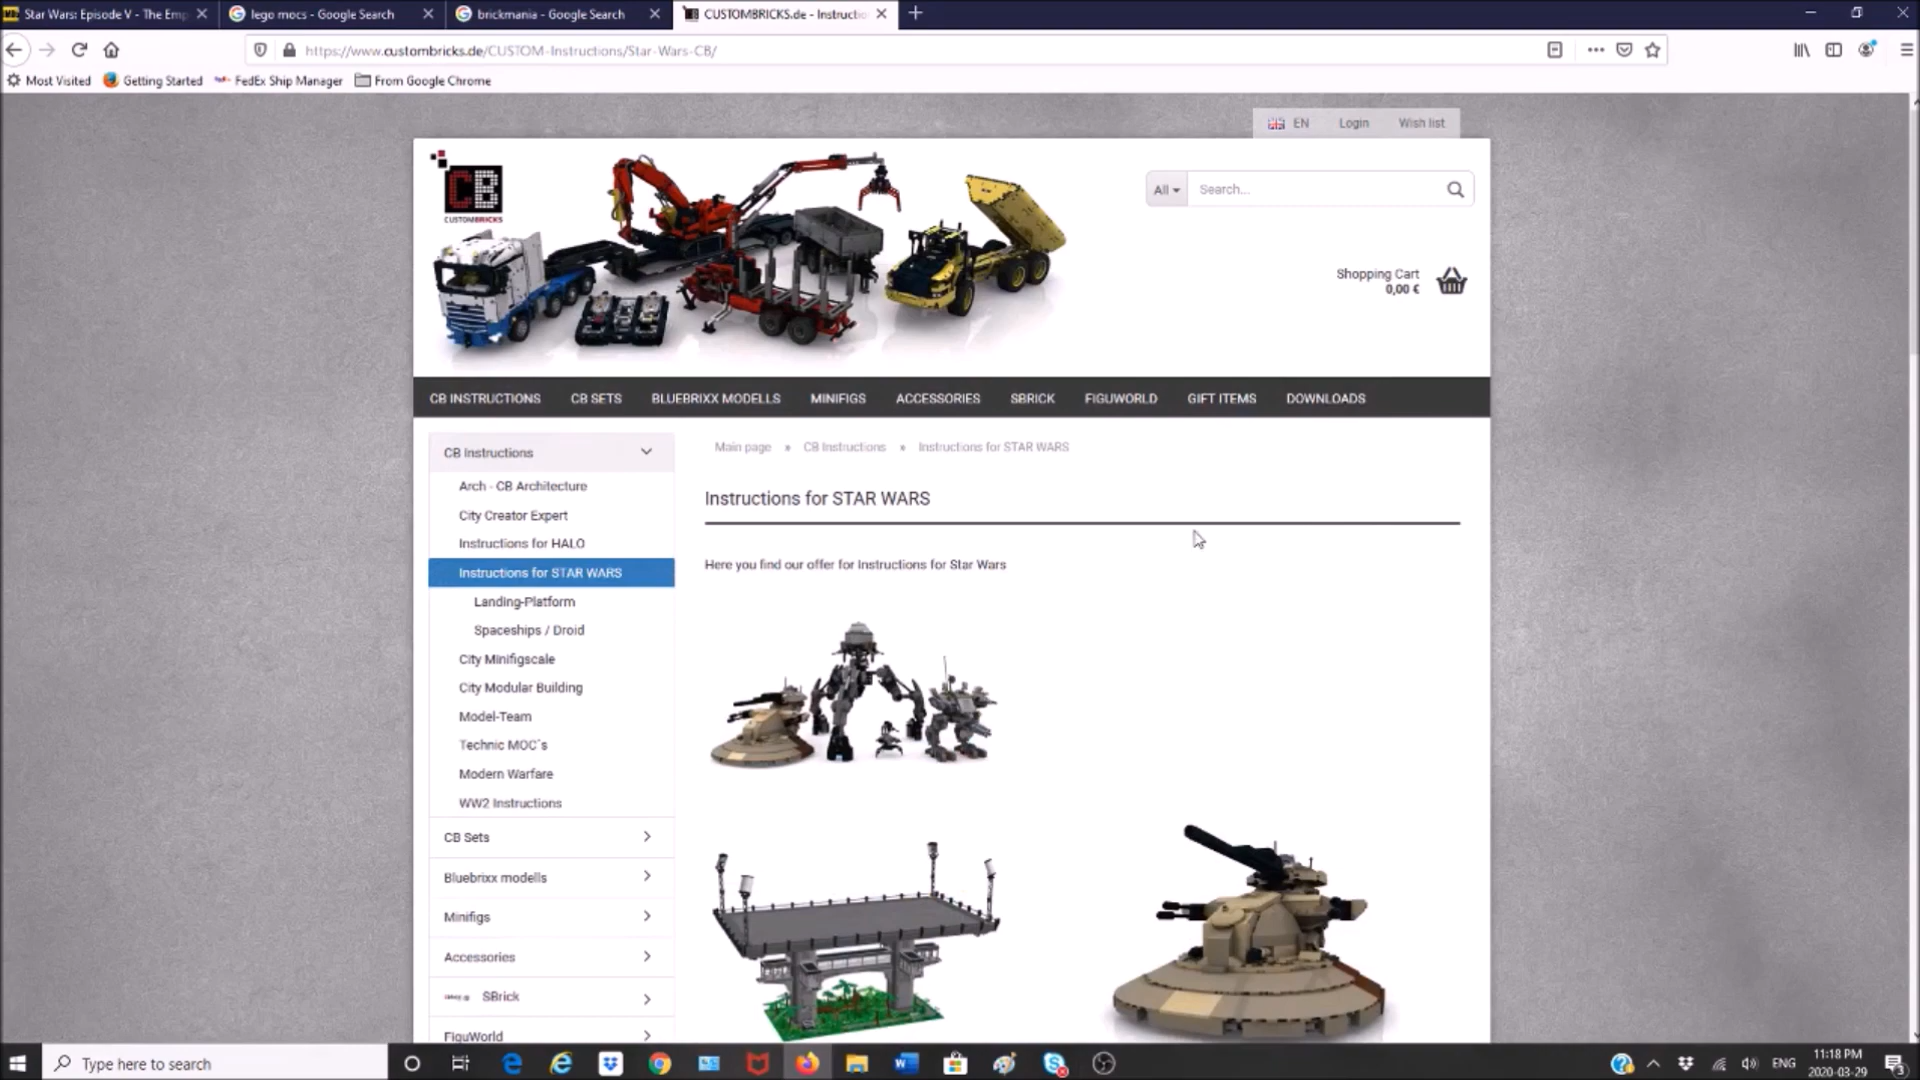 Star Wars: Episode V - The Emp
lego mocs - Google Search
brickmania - Google Search
CUSTOMBRICKS.de - Instructio
https://www.custombricks.de/CUSTOM-Instructions/Star-Wars-CB/
Most Visited
Getting Started
FedEx Ship Manager
From Google Chrome
EN
Login
Wish list
CB
CUSTOMBRICKS
All
Search...
Shopping Cart
0,00 €
CB INSTRUCTIONS
CB SETS
BLUEBRIXX MODELLS
MINIFIGS
ACCESSORIES
SBRICK
FIGUWORLD
GIFT ITEMS
DOWNLOADS
CB Instructions
Arch - CB Architecture
City Creator Expert
Instructions for HALO
Instructions for STAR WARS
Landing-Platform
Spaceships / Droid
City Minifigscale
City Modular Building
Model-Team
Technic MOC´s
Modern Warfare
WW2 Instructions
CB Sets
Bluebrixx modells
Minifigs
Accessories
SBrick
FiguWorld
Main page » CB Instructions » Instructions for STAR WARS
Instructions for STAR WARS
Here you find our offer for Instructions for Star Wars
Type here to search
ENG
11:18 PM
2020-03-29
3